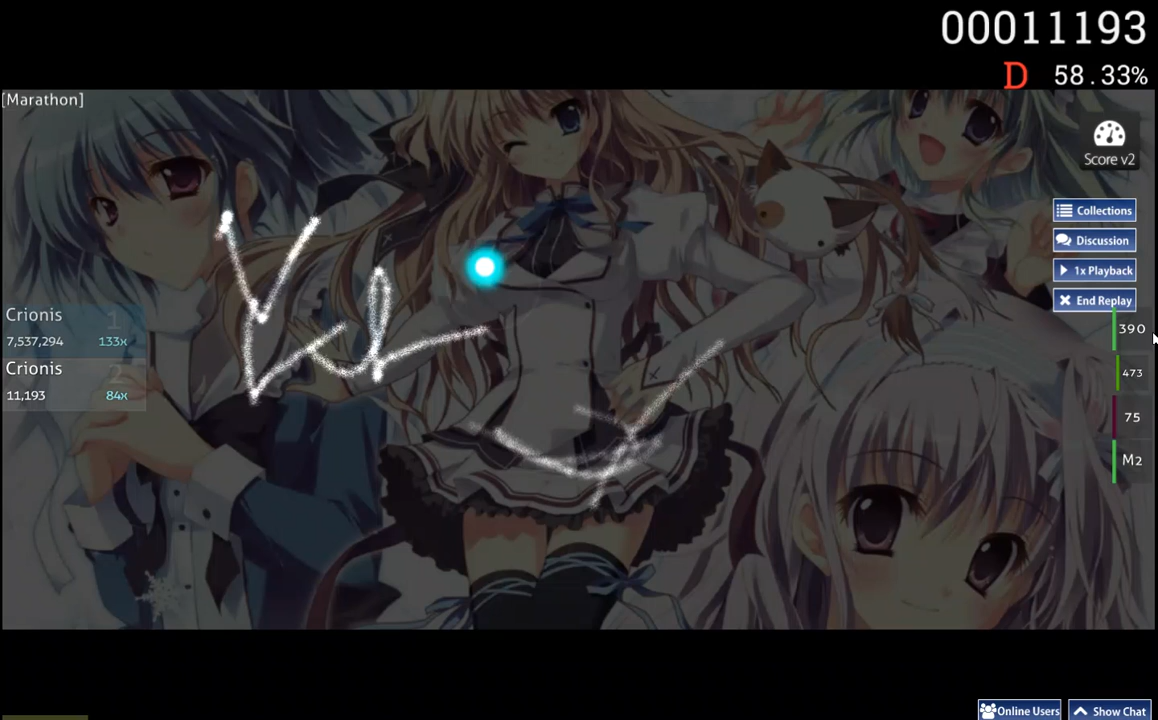 00011193
D 58.33%
[Marathon]
Score v2
Collections
Discussion
1x Playback
End Replay
Crionis 1
7,537,294 133x
Crionis 2
11,193 84x
390
473
75
M2
Online Users
Show Chat